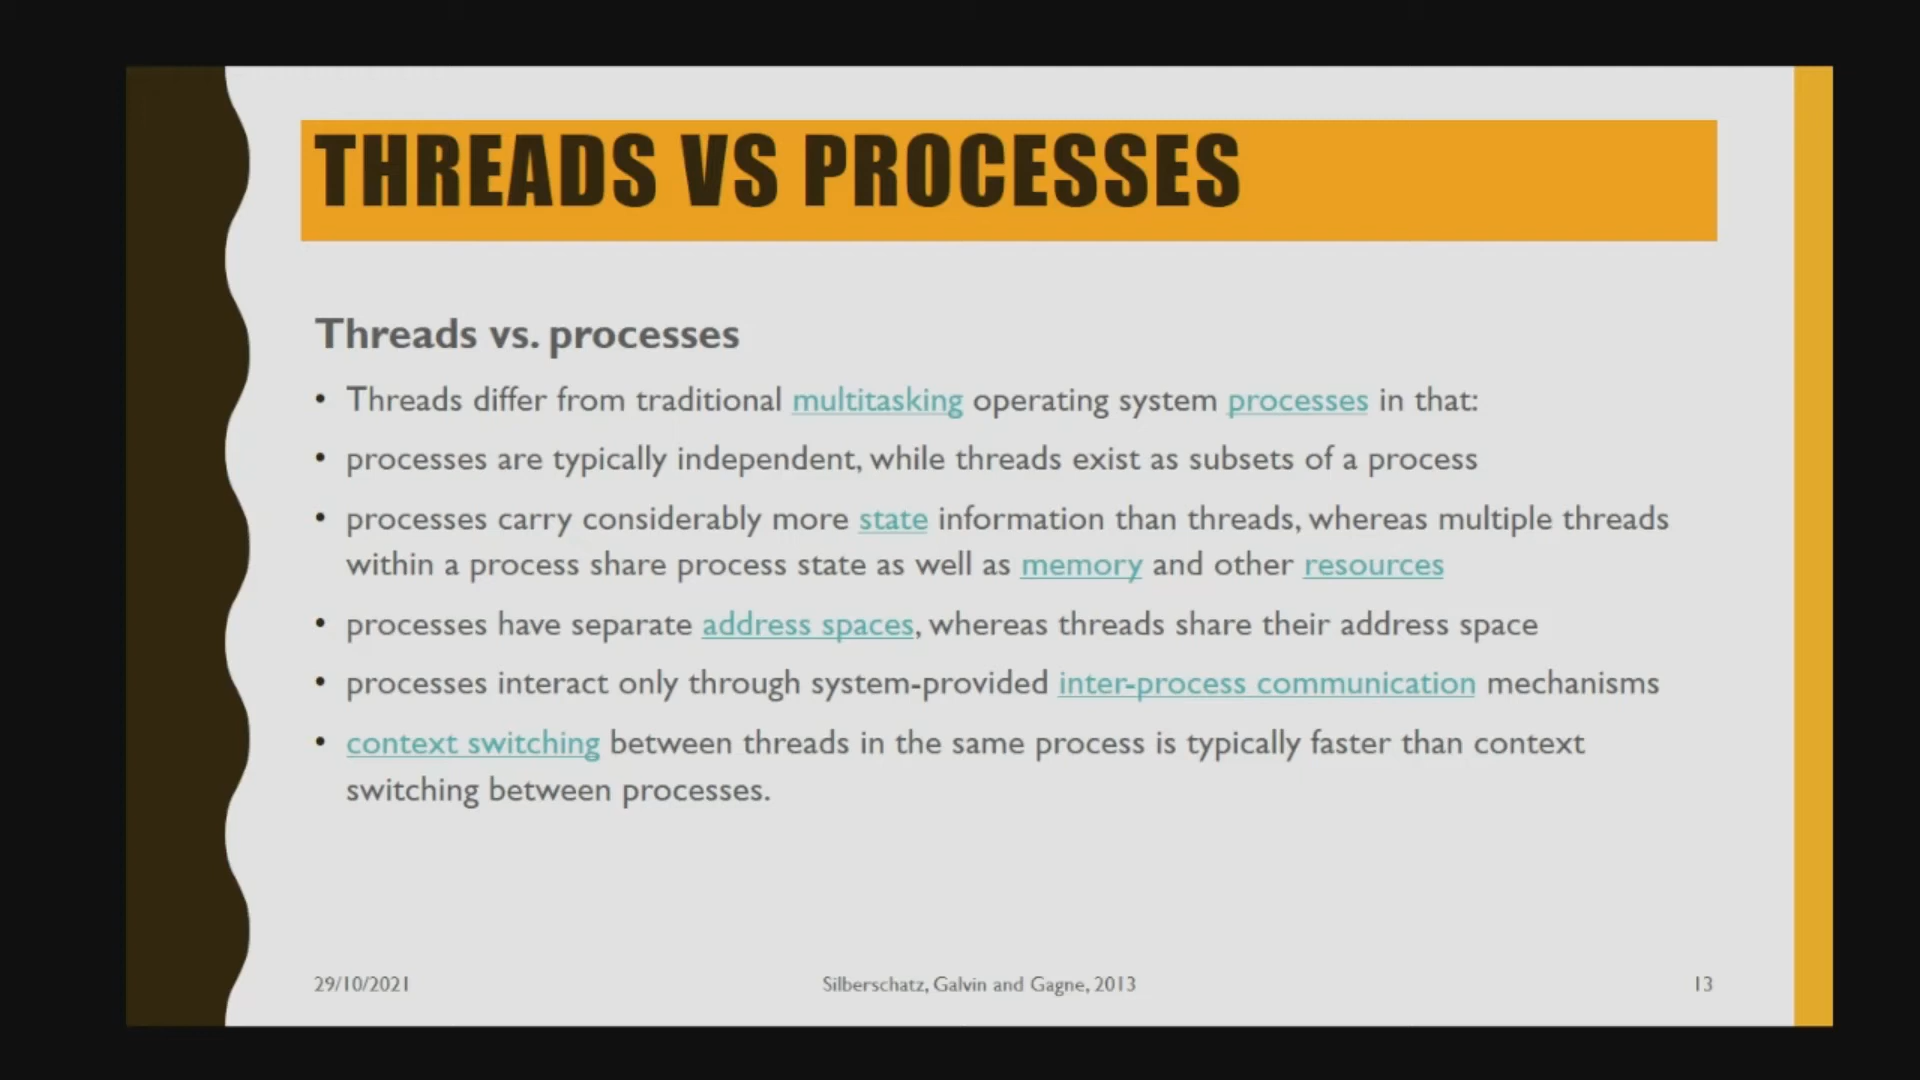 THREADS VS PROCESSES
Threads vs. processes
• Threads differ from traditional multitasking operating system processes in that:
• processes are typically independent, while threads exist as subsets of a process
• processes carry considerably more state information than threads, whereas multiple threads
within a process share process state as well as memory and other resources
• processes have separate address spaces, whereas threads share their address space
• processes interact only through system-provided inter-process communication mechanisms
• context switching between threads in the same process is typically faster than context
switching between processes.
29/10/2021 Silberschatz, Galvin and Gagne, 2013 13